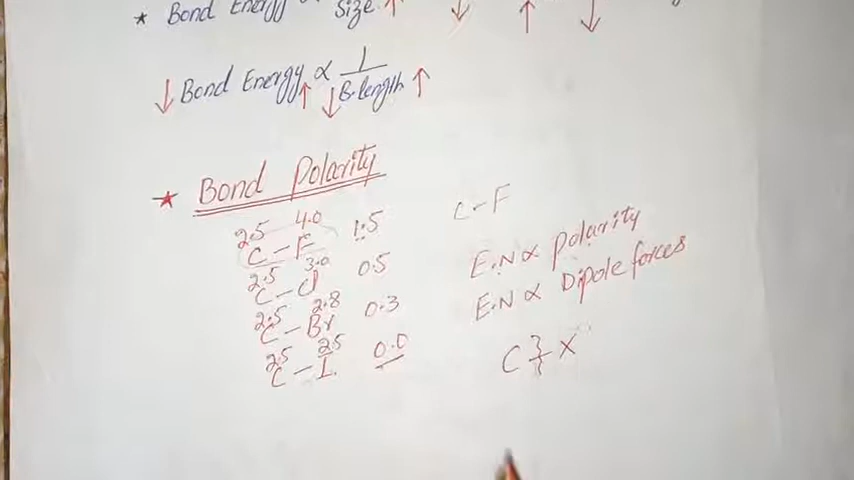 * Bond Energy
Size ↑ ↓ ↑ ↓
↓ Bond Energy ↑ ∝ 1 / ↓ B.length ↑
* Bond Polarity
2.5 4.0
C-F 1.5
2.5 3.0
C-Cl 0.5
2.5 2.8
C-Br 0.3
2.5 2.5
C-I 0.0
C-F
E.N ∝ polarity
E.N ∝ Dipole forces
C-X